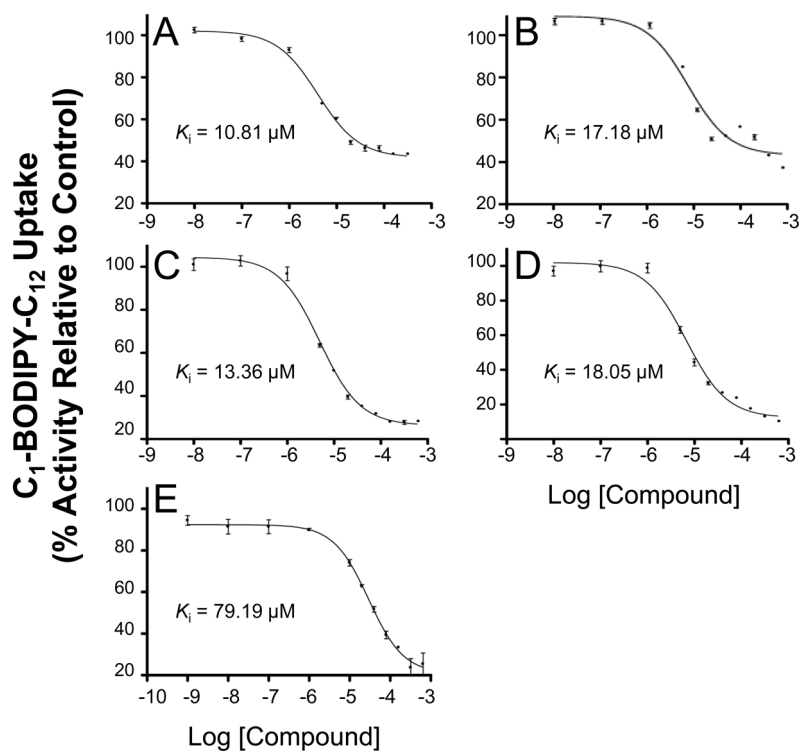 C1-BODIPY-C12 Uptake
(% Activity Relative to Control)
A
100
80
60
40
20
Ki = 10.81 µM
-9 -8 -7 -6 -5 -4 -3
B
100
80
60
40
20
Ki = 17.18 µM
-9 -8 -7 -6 -5 -4 -3
C
100
80
60
40
20
Ki = 13.36 µM
-9 -8 -7 -6 -5 -4 -3
D
100
80
60
40
20
Ki = 18.05 µM
-9 -8 -7 -6 -5 -4 -3
Log [Compound]
E
100
80
60
40
20
Ki = 79.19 µM
-10 -9 -8 -7 -6 -5 -4 -3
Log [Compound]